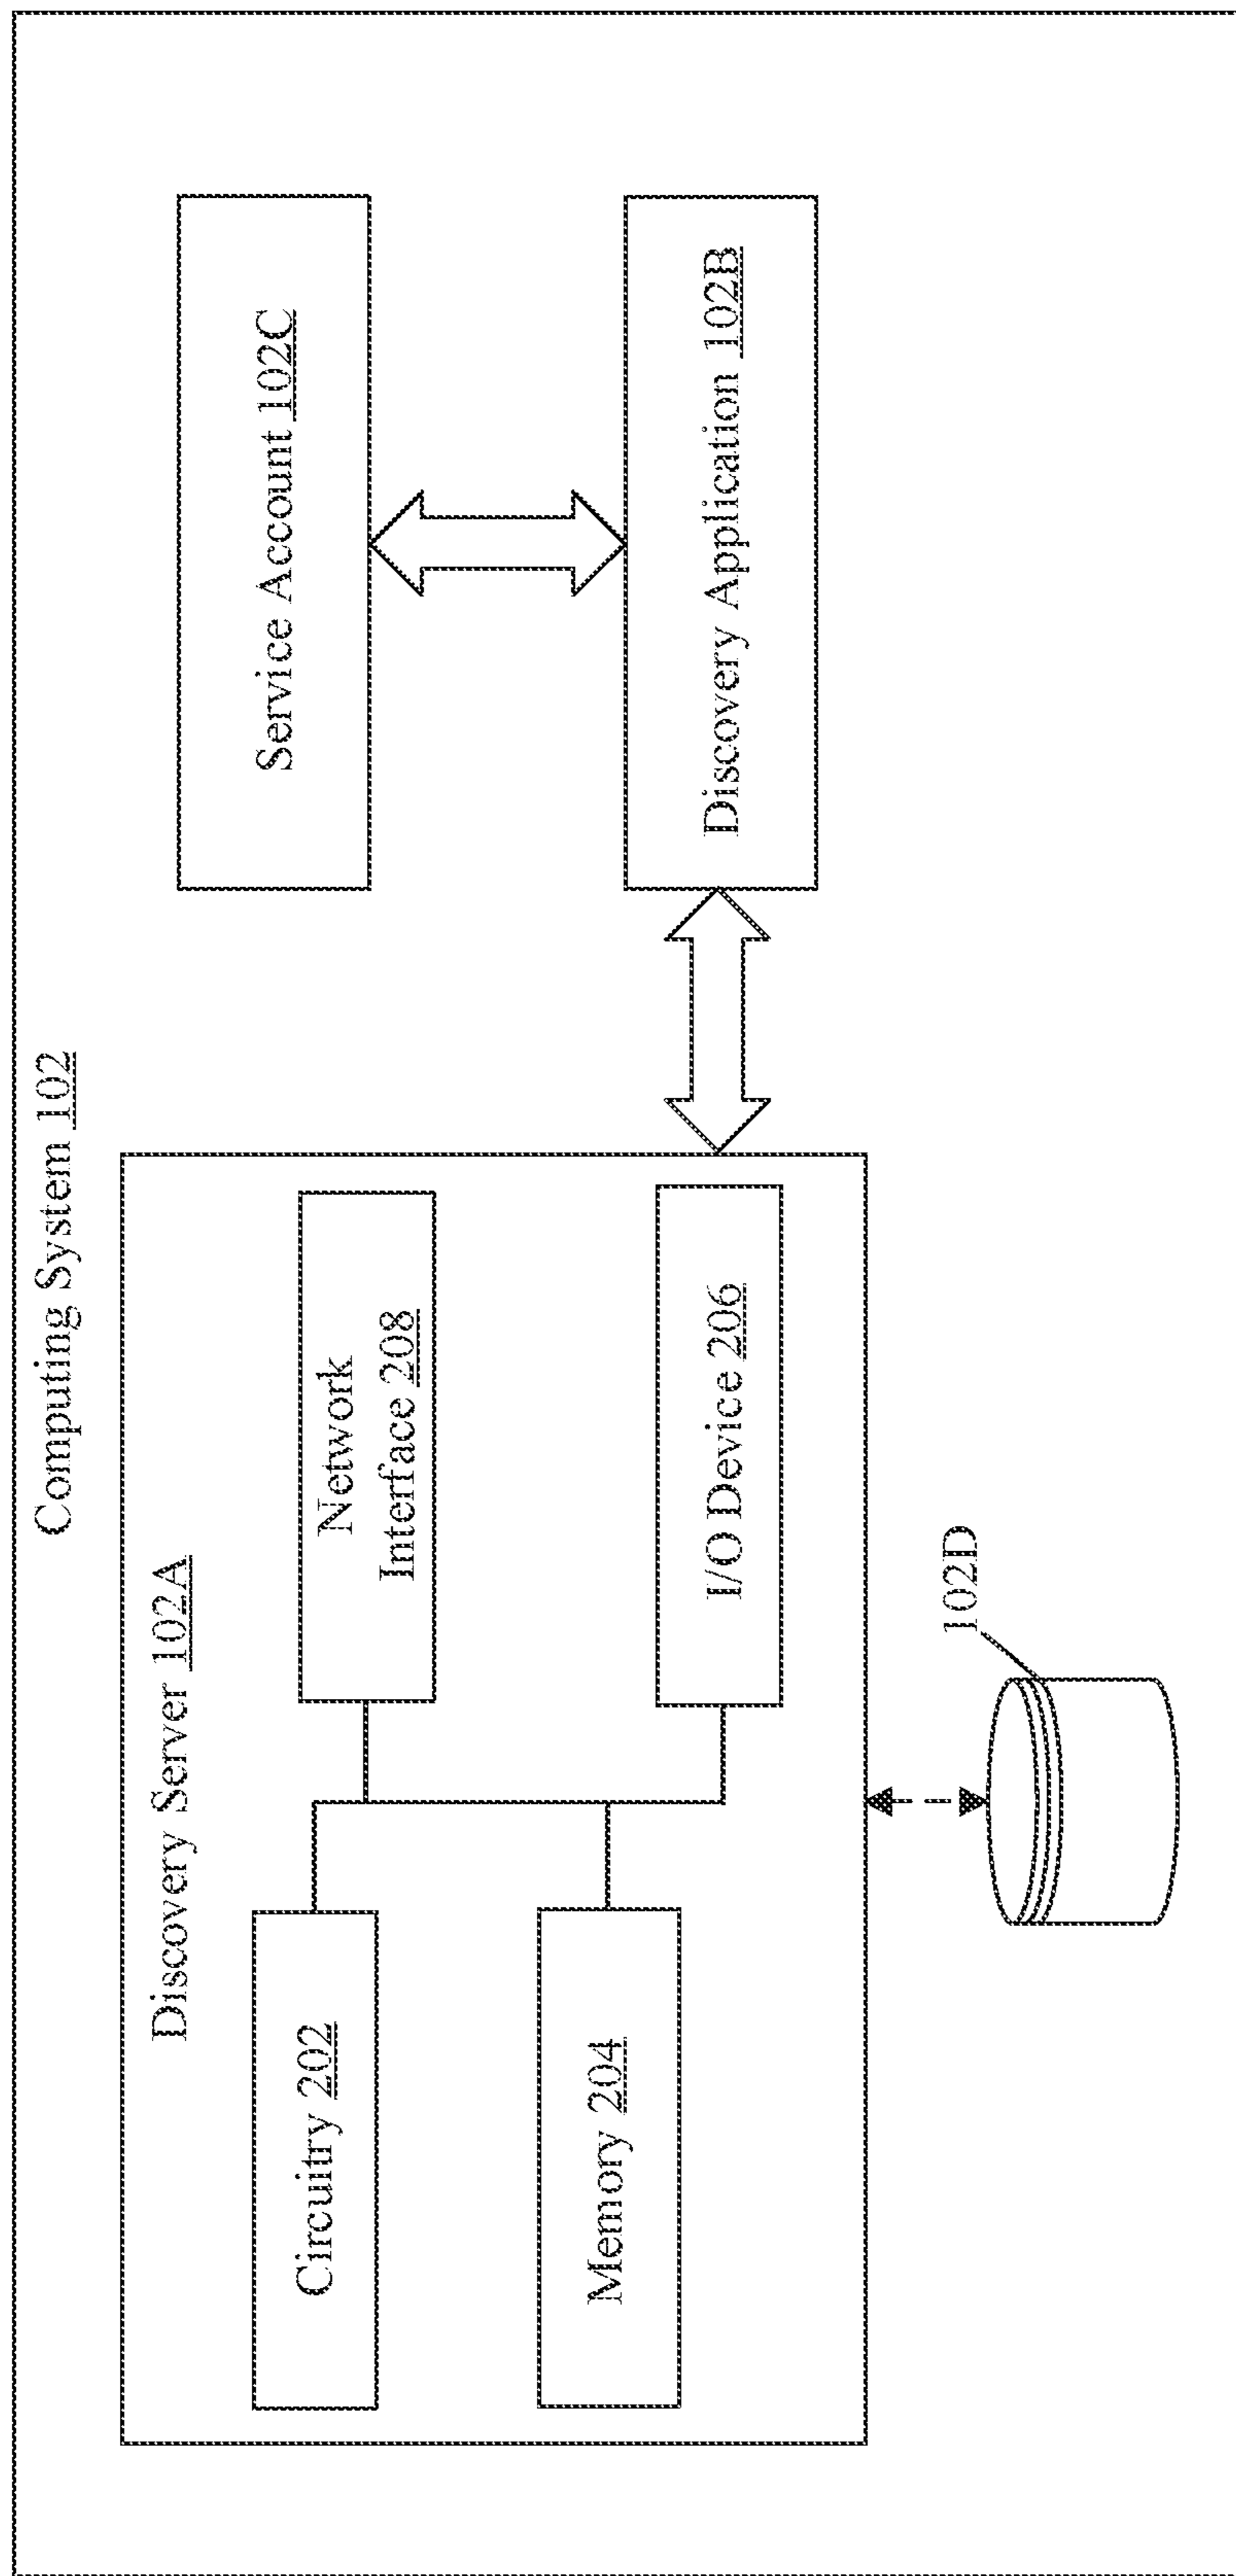 Computing System 102
Discovery Server 102A
Circuitry 202
Network
Interface 208
Memory 204
I/O Device 206
Service Account 102C
Discovery Application 102B
102D